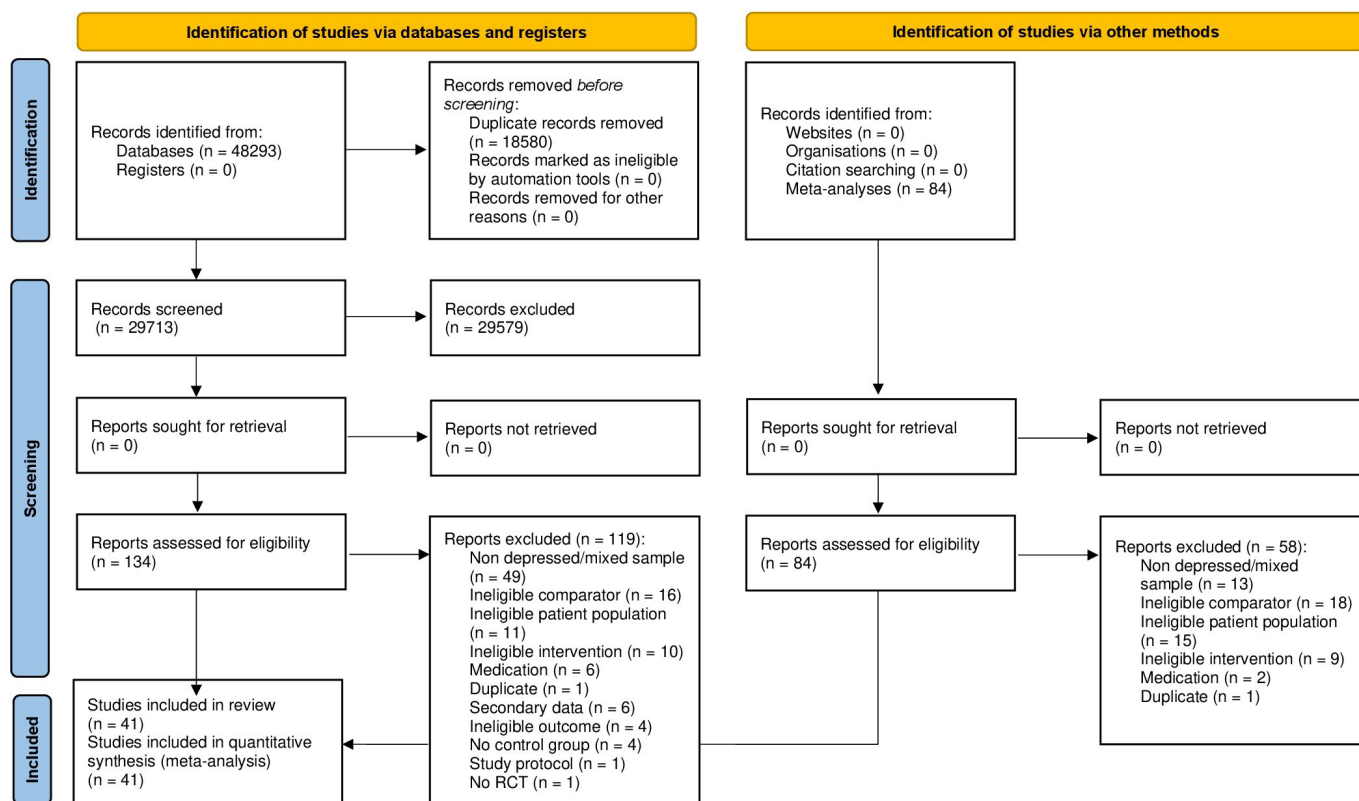 Identification of studies via databases and registers
Identification of studies via other methods
Identification
Records identified from:
Databases (n = 48293)
Registers (n = 0)
Records removed before
screening:
Duplicate records removed
(n = 18580)
Records marked as ineligible
by automation tools (n = 0)
Records removed for other
reasons (n = 0)
Records identified from:
Websites (n = 0)
Organisations (n = 0)
Citation searching (n = 0)
Meta-analyses (n = 84)
Screening
Records screened
(n = 29713)
Records excluded
(n = 29579)
Reports sought for retrieval
(n = 0)
Reports not retrieved
(n = 0)
Reports sought for retrieval
(n = 0)
Reports not retrieved
(n = 0)
Reports assessed for eligibility
(n = 134)
Reports excluded (n = 119):
Non depressed/mixed sample
(n = 49)
Ineligible comparator (n = 16)
Ineligible patient population
(n = 11)
Ineligible intervention (n = 10)
Medication (n = 6)
Duplicate (n = 1)
Secondary data (n = 6)
Ineligible outcome (n = 4)
No control group (n = 4)
Study protocol (n = 1)
No RCT (n = 1)
Reports assessed for eligibility
(n = 84)
Reports excluded (n = 58):
Non depressed/mixed
sample (n = 13)
Ineligible comparator (n = 18)
Ineligible patient population
(n = 15)
Ineligible intervention (n = 9)
Medication (n = 2)
Duplicate (n = 1)
Included
Studies included in review
(n = 41)
Studies included in quantitative
synthesis (meta-analysis)
(n = 41)